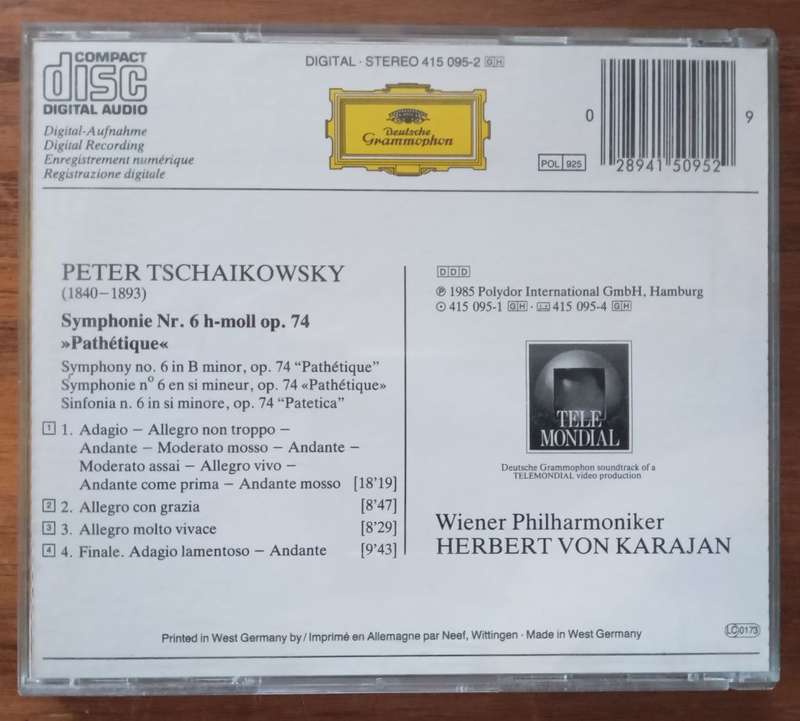 COMPACT
disc
DIGITAL AUDIO
Digital-Aufnahme
Digital Recording
Enregistrement numérique
Registrazione digitale
DIGITAL · STEREO 415 095-2 GH
Deutsche
Grammophon
POL 925
0
28941 50952
9
PETER TSCHAIKOWSKY
(1840–1893)
Symphonie Nr. 6 h-moll op. 74
»Pathétique«
Symphony no. 6 in B minor, op. 74 “Pathétique”
Symphonie nº 6 en si mineur, op. 74 «Pathétique»
Sinfonia n. 6 in si minore, op. 74 “Patetica”
1 1. Adagio – Allegro non troppo –
Andante – Moderato mosso – Andante –
Moderato assai – Allegro vivo –
Andante come prima – Andante mosso [18'19]
2 2. Allegro con grazia [8'47]
3 3. Allegro molto vivace [8'29]
4 4. Finale. Adagio lamentoso – Andante [9'43]
DDD
℗ 1985 Polydor International GmbH, Hamburg
415 095-1 GH · 415 095-4 GH
TELE
MONDIAL
Deutsche Grammophon soundtrack of a
TELEMONDIAL video production
Wiener Philharmoniker
HERBERT VON KARAJAN
Printed in West Germany by / Imprimé en Allemagne par Neef, Wittingen · Made in West Germany
LC 0173